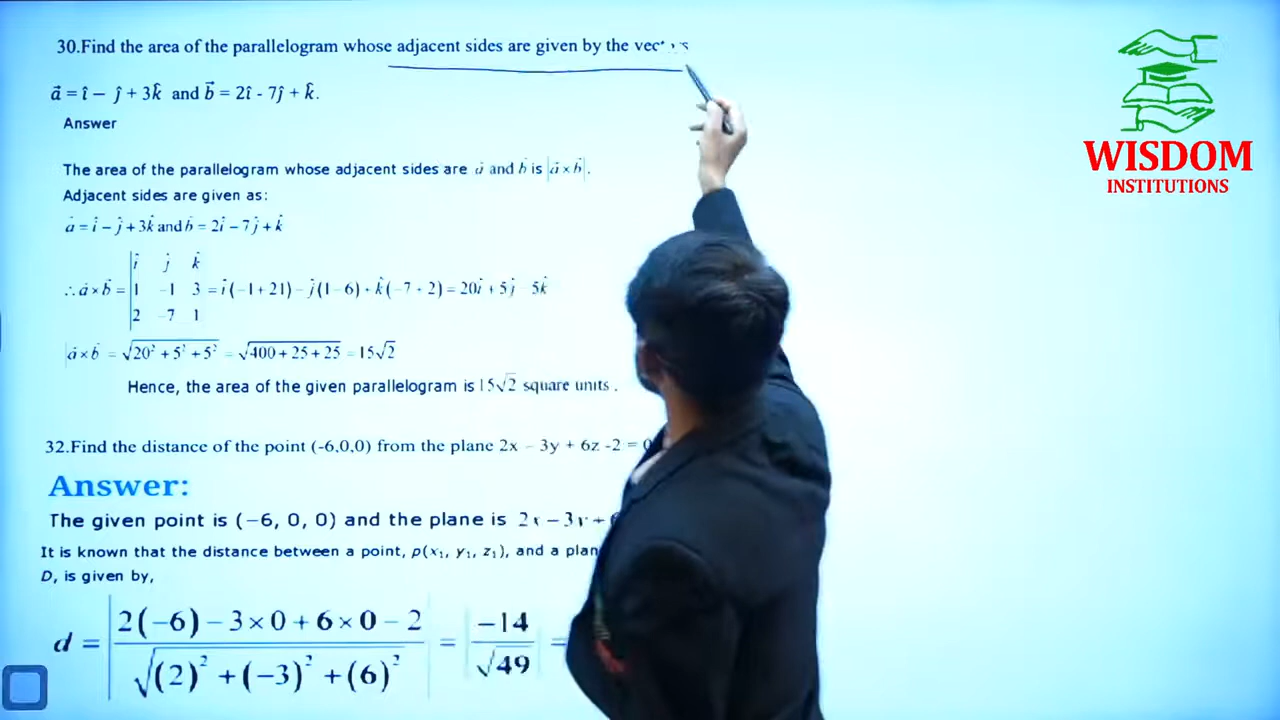 30.Find the area of the parallelogram whose adjacent sides are given by the
a⃗ = î − ĵ + 3k̂ and b⃗ = 2î - 7ĵ + k̂.
Answer
The area of the parallelogram whose adjacent sides are a⃗ and b⃗ is |a⃗ × b⃗|.
Adjacent sides are given as:
a⃗ = î − ĵ + 3k̂ and b⃗ = 2î − 7ĵ + k̂
î ĵ k̂
∴ a⃗ × b⃗ = 1 -1 3 = î(−1+21) − ĵ(1−6) + k̂(−7+2) = 20î + 5ĵ − 5k̂
2 −7 1
|a⃗ × b⃗| = √20² + 5² + 5² = √400 + 25 + 25 = 15√2
Hence, the area of the given parallelogram is 15√2 square units .
32.Find the distance of the point (-6,0,0) from the plane 2x − 3y + 6z -2 =
Answer:
The given point is (−6, 0, 0) and the plane is 2x − 3y +
It is known that the distance between a point, p(x₁, y₁, z₁), and a
D, is given by,
d = |2(−6) − 3×0 + 6×0 − 2 / √(2)² + (−3)² + (6)²| = |−14 / √49| =
WISDOM
INSTITUTIONS